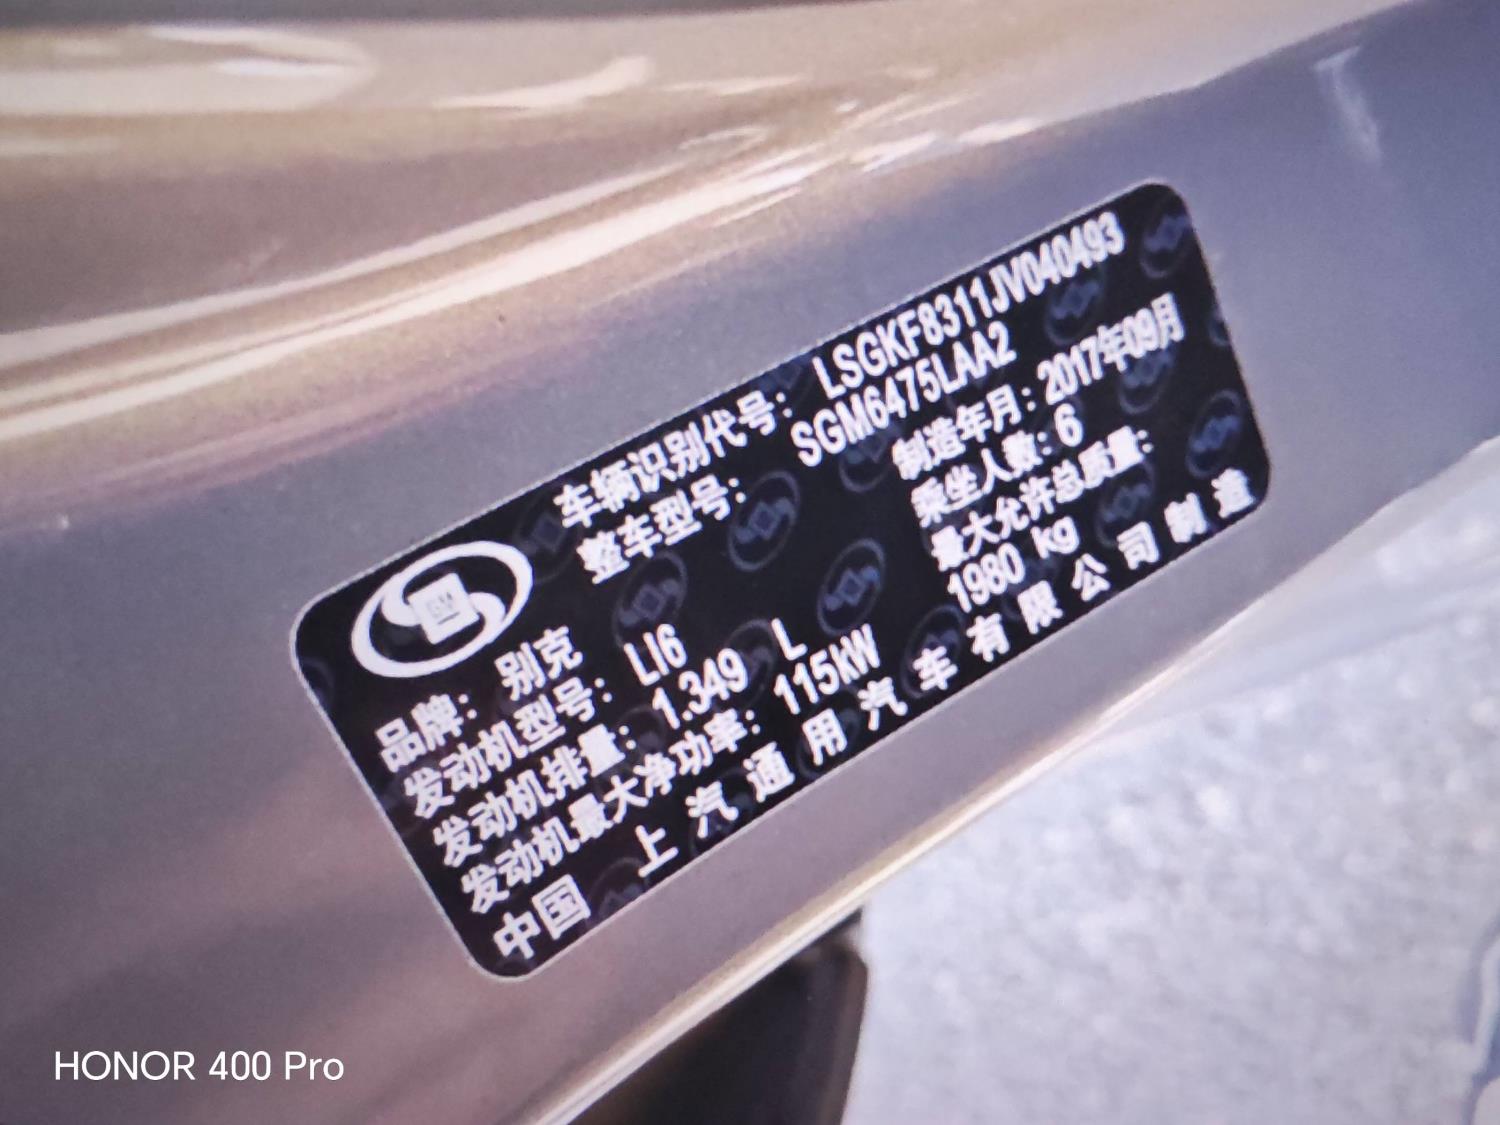 车辆识别代号：LSGKF8311JV040493
整车型号：SGM6475LAA2
制造年月：2017年09月
乘坐人数：6
最大允许总质量：
1980 kg
GM
品牌：别克
发动机型号：LI6
发动机排量：1.349 L
发动机最大净功率：115kW
中国 上汽通用汽车有限公司制造
HONOR 400 Pro